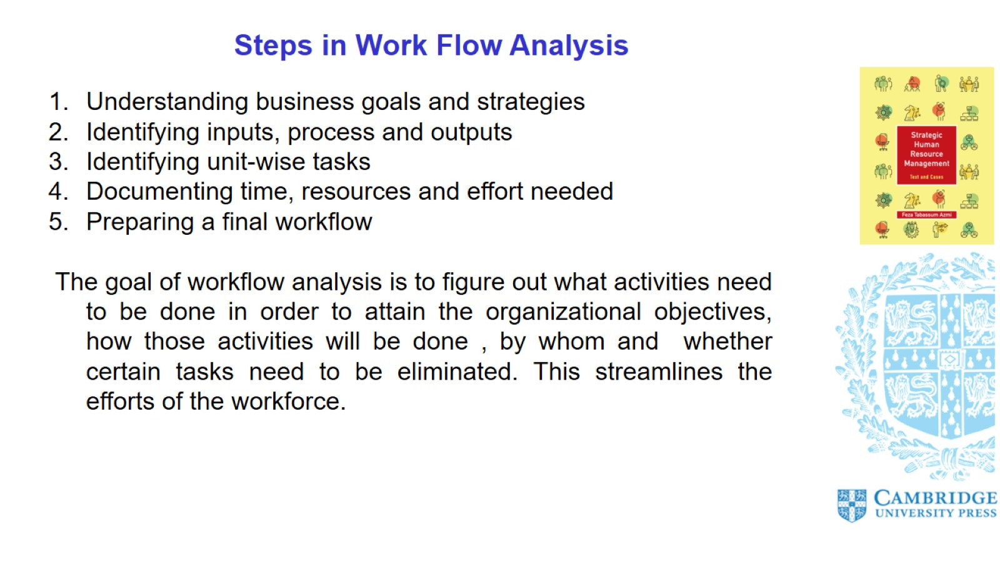 Steps in Work Flow Analysis
1. Understanding business goals and strategies
2. Identifying inputs, process and outputs
3. Identifying unit-wise tasks
4. Documenting time, resources and effort needed
5. Preparing a final workflow
The goal of workflow analysis is to figure out what activities need
to be done in order to attain the organizational objectives,
how those activities will be done , by whom and whether
certain tasks need to be eliminated. This streamlines the
efforts of the workforce.
Strategic
Human
Resource
Management
Text and Cases
Feza Tabassum Azmi
CAMBRIDGE
UNIVERSITY PRESS